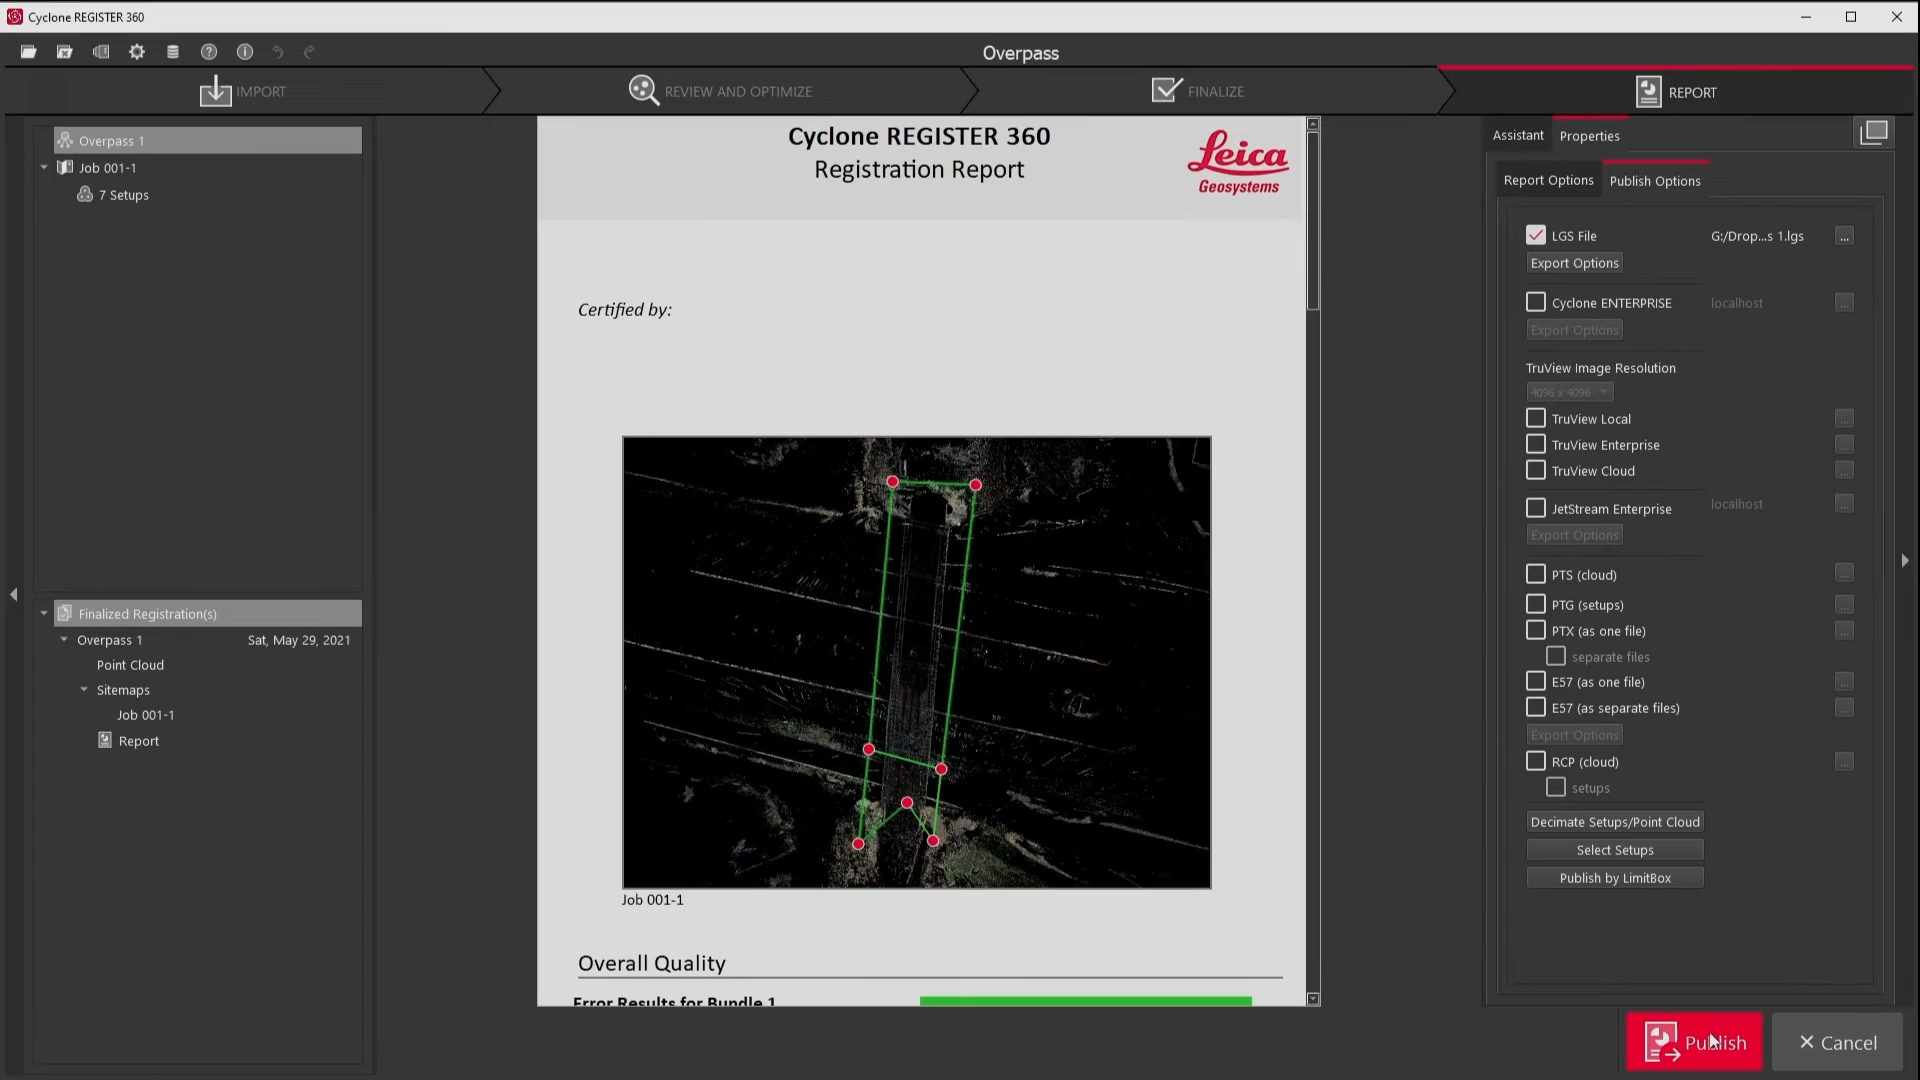 Cyclone REGISTER 360
Overpass
IMPORT
REVIEW AND OPTIMIZE
FINALIZE
REPORT
Overpass 1
Job 001-1
7 Setups
Finalized Registration(s)
Overpass 1 Sat, May 29, 2021
Point Cloud
Sitemaps
Job 001-1
Report
Cyclone REGISTER 360
Registration Report
Leica
Geosystems
Certified by:
Job 001-1
Overall Quality
Error Results for Bundle 1
Assistant Properties
Report Options Publish Options
LGS File G:/Drop...s 1.lgs ...
Export Options
Cyclone ENTERPRISE localhost ...
Export Options
TruView Image Resolution
4096 x 4096
TruView Local ...
TruView Enterprise ...
TruView Cloud ...
JetStream Enterprise localhost ...
Export Options
PTS (cloud) ...
PTG (setups) ...
PTX (as one file) ...
separate files
E57 (as one file) ...
E57 (as separate files) ...
Export Options
RCP (cloud) ...
setups
Decimate Setups/Point Cloud
Select Setups
Publish by LimitBox
Publish
Cancel